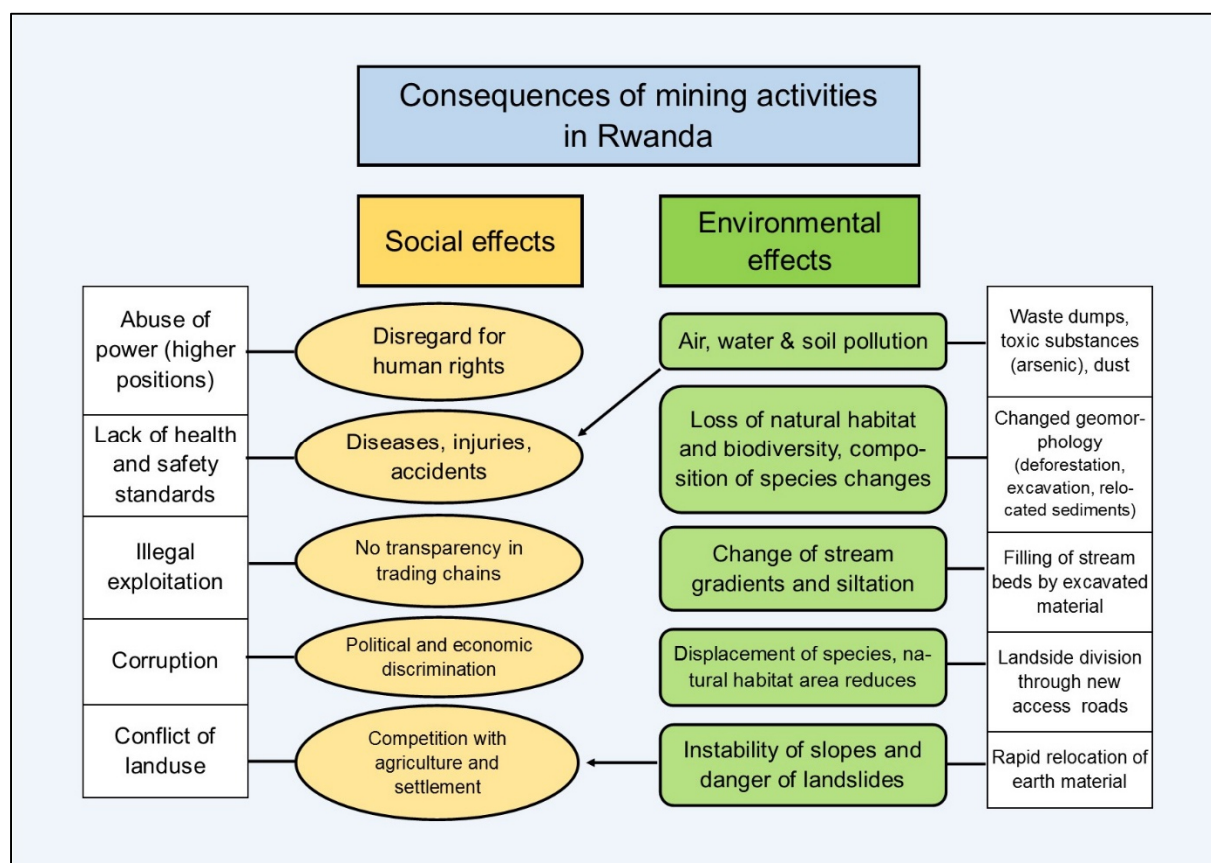 Consequences of mining activities
in Rwanda
Social effects
Environmental
effects
Abuse of
power (higher
positions)
Disregard for
human rights
Air, water & soil pollution
Waste dumps,
toxic substances
(arsenic), dust
Lack of health
and safety
standards
Diseases, injuries,
accidents
Loss of natural habitat
and biodiversity, compo-
sition of species changes
Changed geomor-
phology
(deforestation,
excavation, relo-
cated sediments)
Illegal
exploitation
No transparency in
trading chains
Change of stream
gradients and siltation
Filling of stream
beds by excavated
material
Corruption
Political and economic
discrimination
Displacement of species, na-
tural habitat area reduces
Landside division
through new
access roads
Conflict of
landuse
Competition with
agriculture and
settlement
Instability of slopes and
danger of landslides
Rapid relocation of
earth material